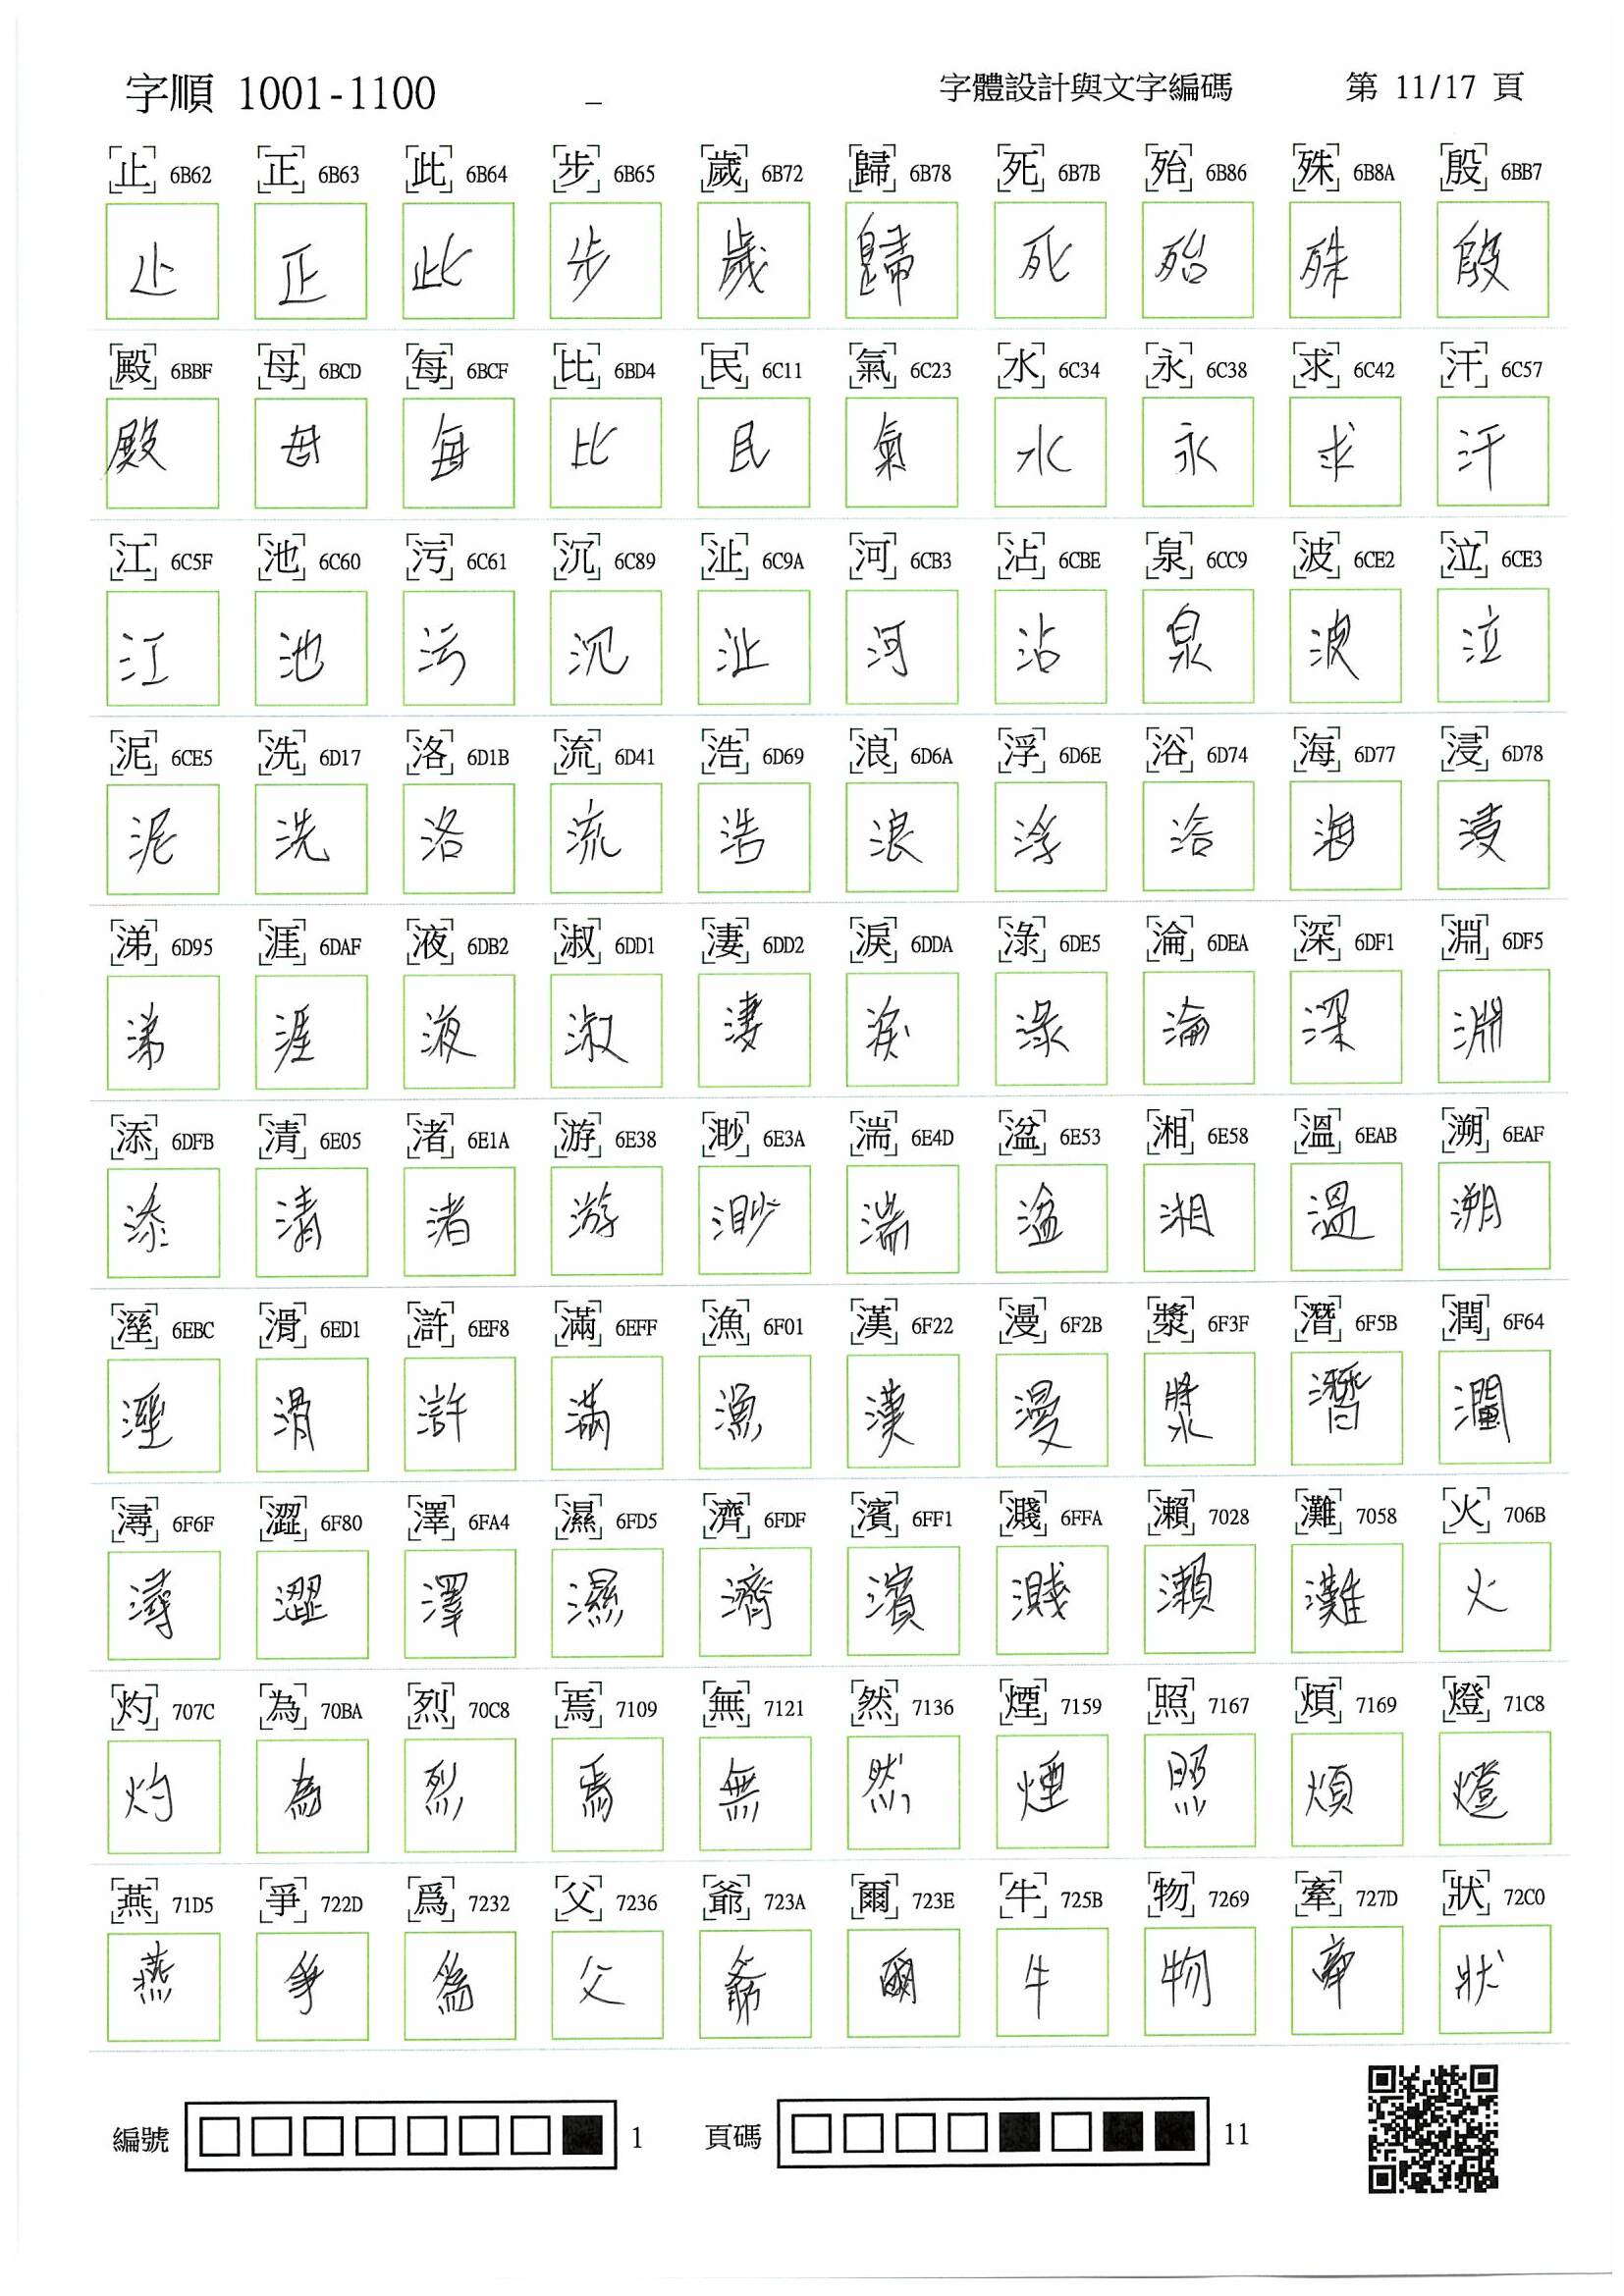 字順 1001-1100 _ 字體設計與文字編碼 第 11/17 頁
止 6B62 正 6B63 此 6B64 步 6B65 歲 6B72 歸 6B78 死 6B7B 殆 6B86 殊 6B8A 殷 6BB7
止 正 此 步 歲 歸 死 殆 殊 殷
殿 6BBF 母 6BCD 每 6BCF 比 6BD4 民 6C11 氣 6C23 水 6C34 永 6C38 求 6C42 汗 6C57
殿 母 每 比 民 氣 水 永 求 汗
江 6C5F 池 6C60 污 6C61 沉 6C89 沚 6C9A 河 6CB3 沾 6CBE 泉 6CC9 波 6CE2 泣 6CE3
江 池 污 沉 沚 河 沾 泉 波 泣
泥 6CE5 洗 6D17 洛 6D1B 流 6D41 浩 6D69 浪 6D6A 浮 6D6E 浴 6D74 海 6D77 浸 6D78
泥 洗 洛 流 浩 浪 浮 浴 海 浸
涕 6D95 涯 6DAF 液 6DB2 淑 6DD1 淒 6DD2 淚 6DDA 淥 6DE5 淪 6DEA 深 6DF1 淵 6DF5
涕 涯 液 淑 淒 淚 淥 淪 深 淵
添 6DFB 清 6E05 渚 6E1A 游 6E38 渺 6E3A 湍 6E4D 湓 6E53 湘 6E58 溫 6EAB 溯 6EAF
添 清 渚 游 渺 湍 湓 湘 溫 溯
溼 6EBC 滑 6ED1 滸 6EF8 滿 6EFF 漁 6F01 漢 6F22 漫 6F2B 漿 6F3F 潛 6F5B 潤 6F64
溼 滑 滸 滿 漁 漢 漫 漿 潛 潤
潯 6F6F 澀 6F80 澤 6FA4 濕 6FD5 濟 6FDF 濱 6FF1 濺 6FFA 瀨 7028 灘 7058 火 706B
潯 澀 澤 濕 濟 濱 濺 瀨 灘 火
灼 707C 為 70BA 烈 70C8 焉 7109 無 7121 然 7136 煙 7159 照 7167 煩 7169 燈 71C8
灼 為 烈 焉 無 然 煙 照 煩 燈
燕 71D5 爭 722D 爲 7232 父 7236 爺 723A 爾 723E 牛 725B 物 7269 牽 727D 狀 72C0
燕 爭 爲 父 爺 爾 牛 物 牽 狀
編號 1 頁碼 11